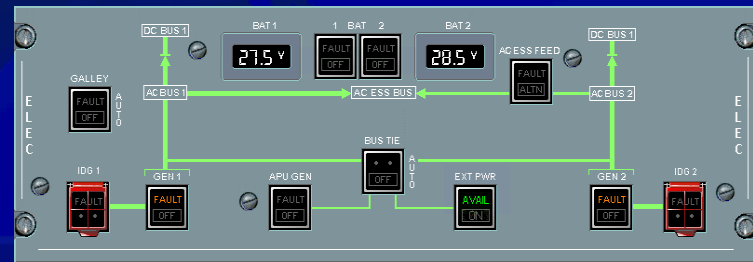 DC BUS 1
BAT 1
1 BAT 2
BAT 2
DC BUS 1
27.5 V
FAULT
OFF
FAULT
OFF
28.5 V
AC ESS FEED
FAULT
ALTN
GALLEY
FAULT
OFF
AUTO
AC BUS 1
AC ESS BUS
AC BUS 2
ELEC
ELEC
BUS TIE
OFF
AUTO
IDG 1
FAULT
GEN 1
FAULT
OFF
APU GEN
FAULT
OFF
EXT PWR
AVAIL
ON
GEN 2
FAULT
OFF
IDG 2
FAULT